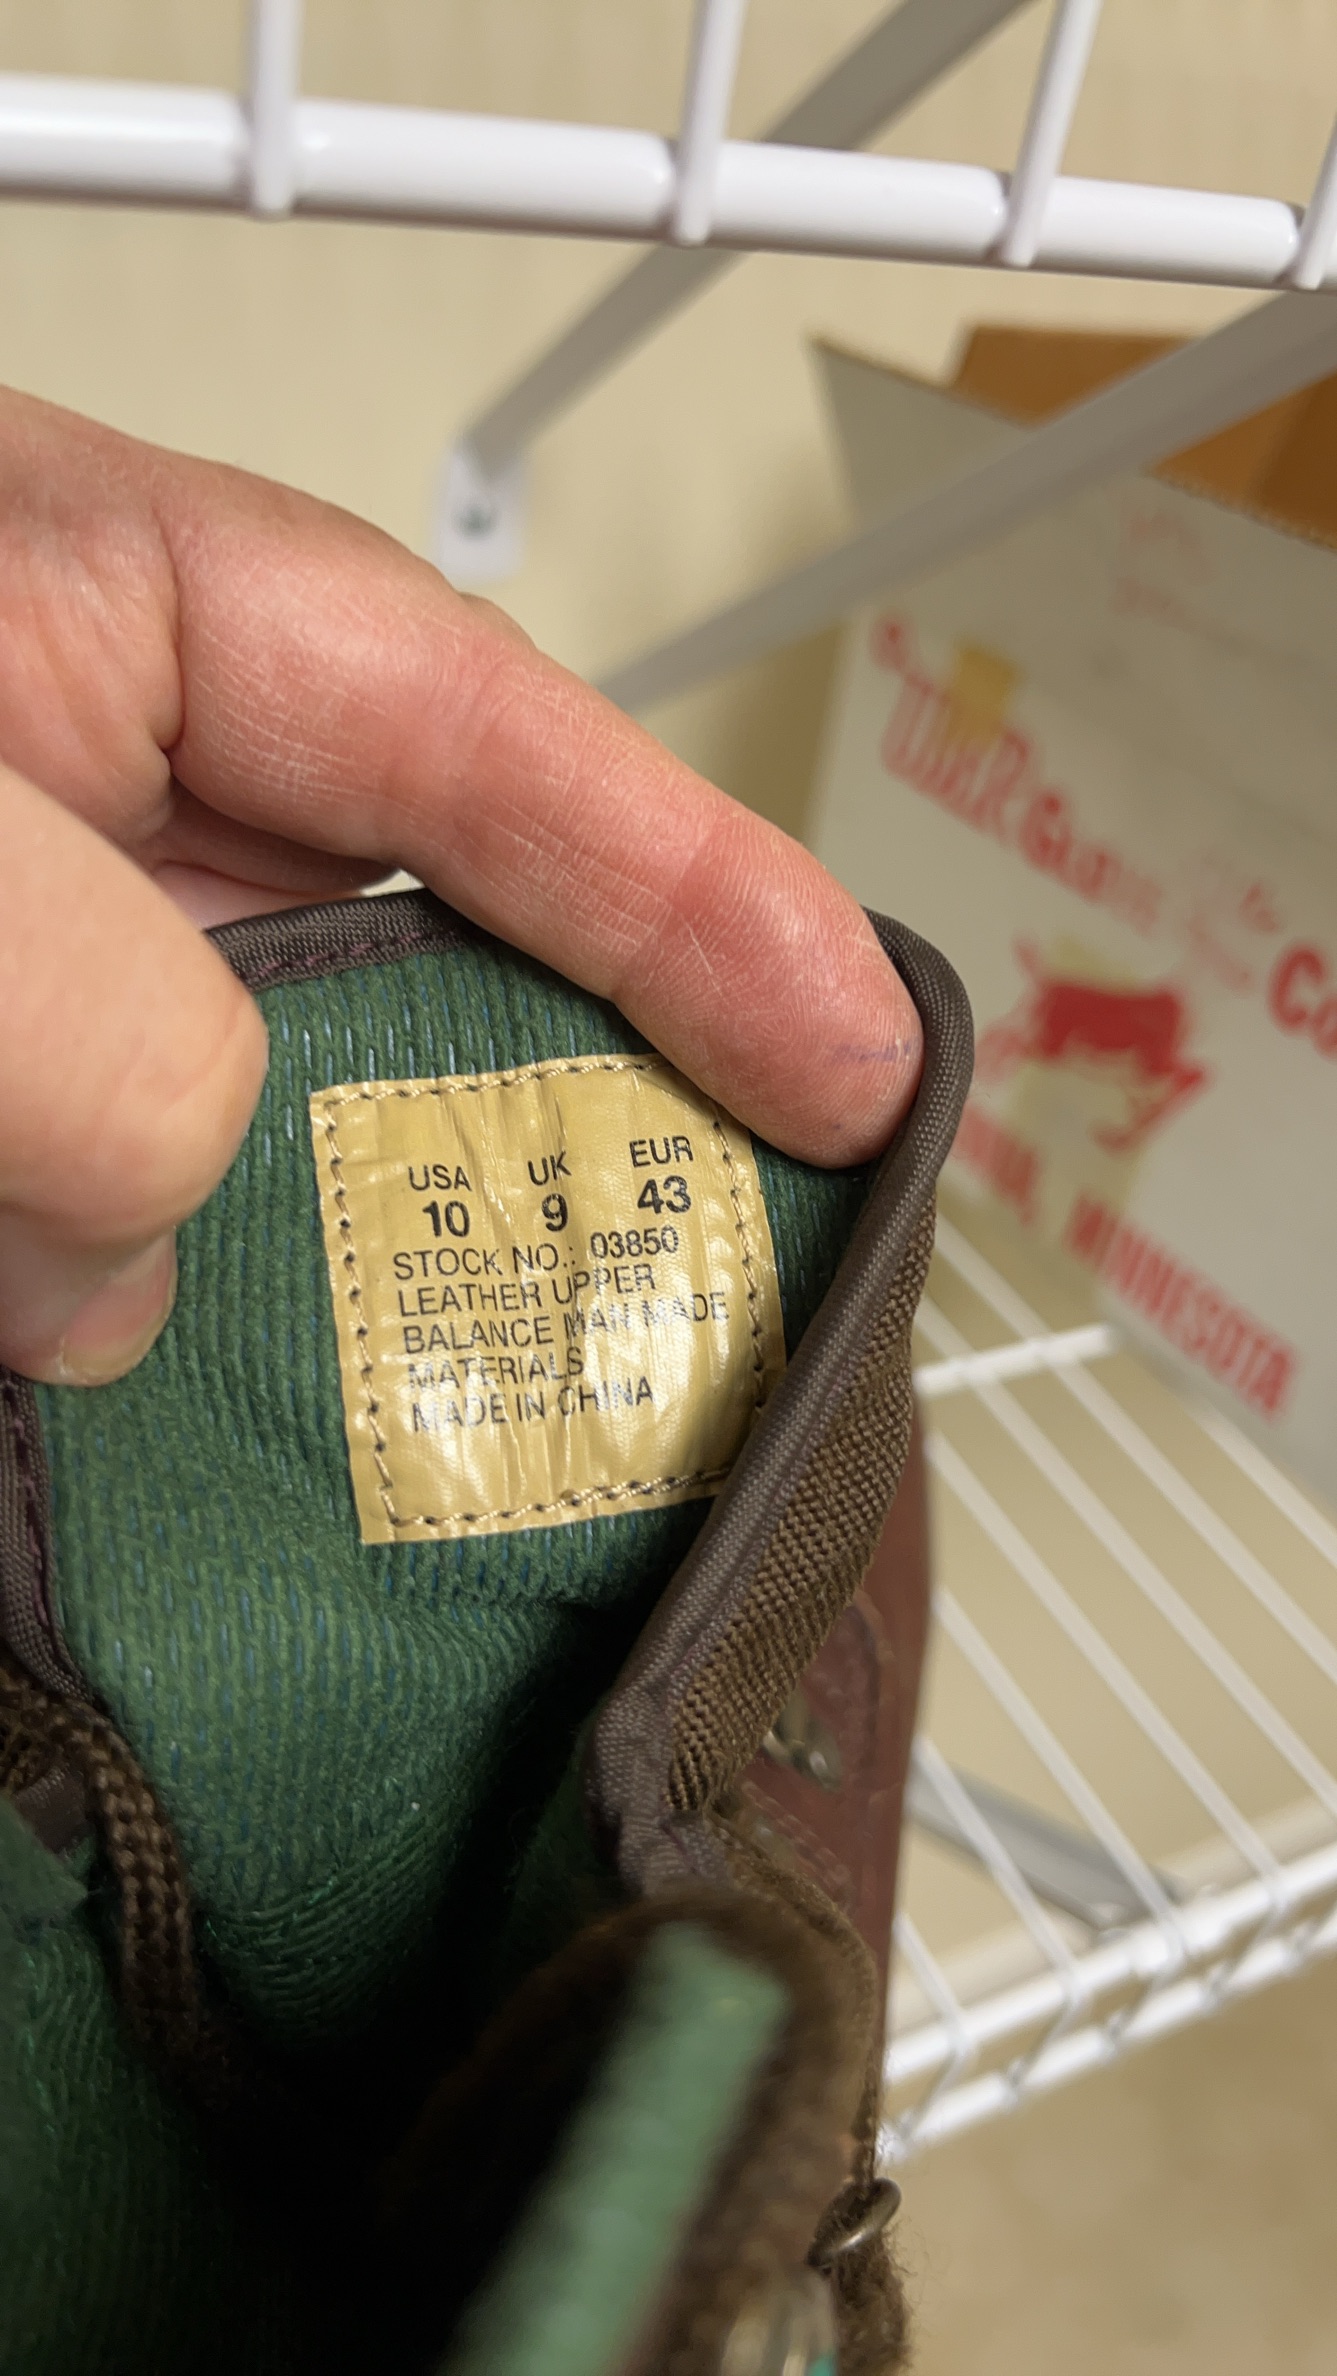 USA UK EUR
10 9 43
STOCK NO.: 03850
LEATHER UPPER
BALANCE MAN MADE
MATERIALS
MADE IN CHINA
Co
MINNESOTA